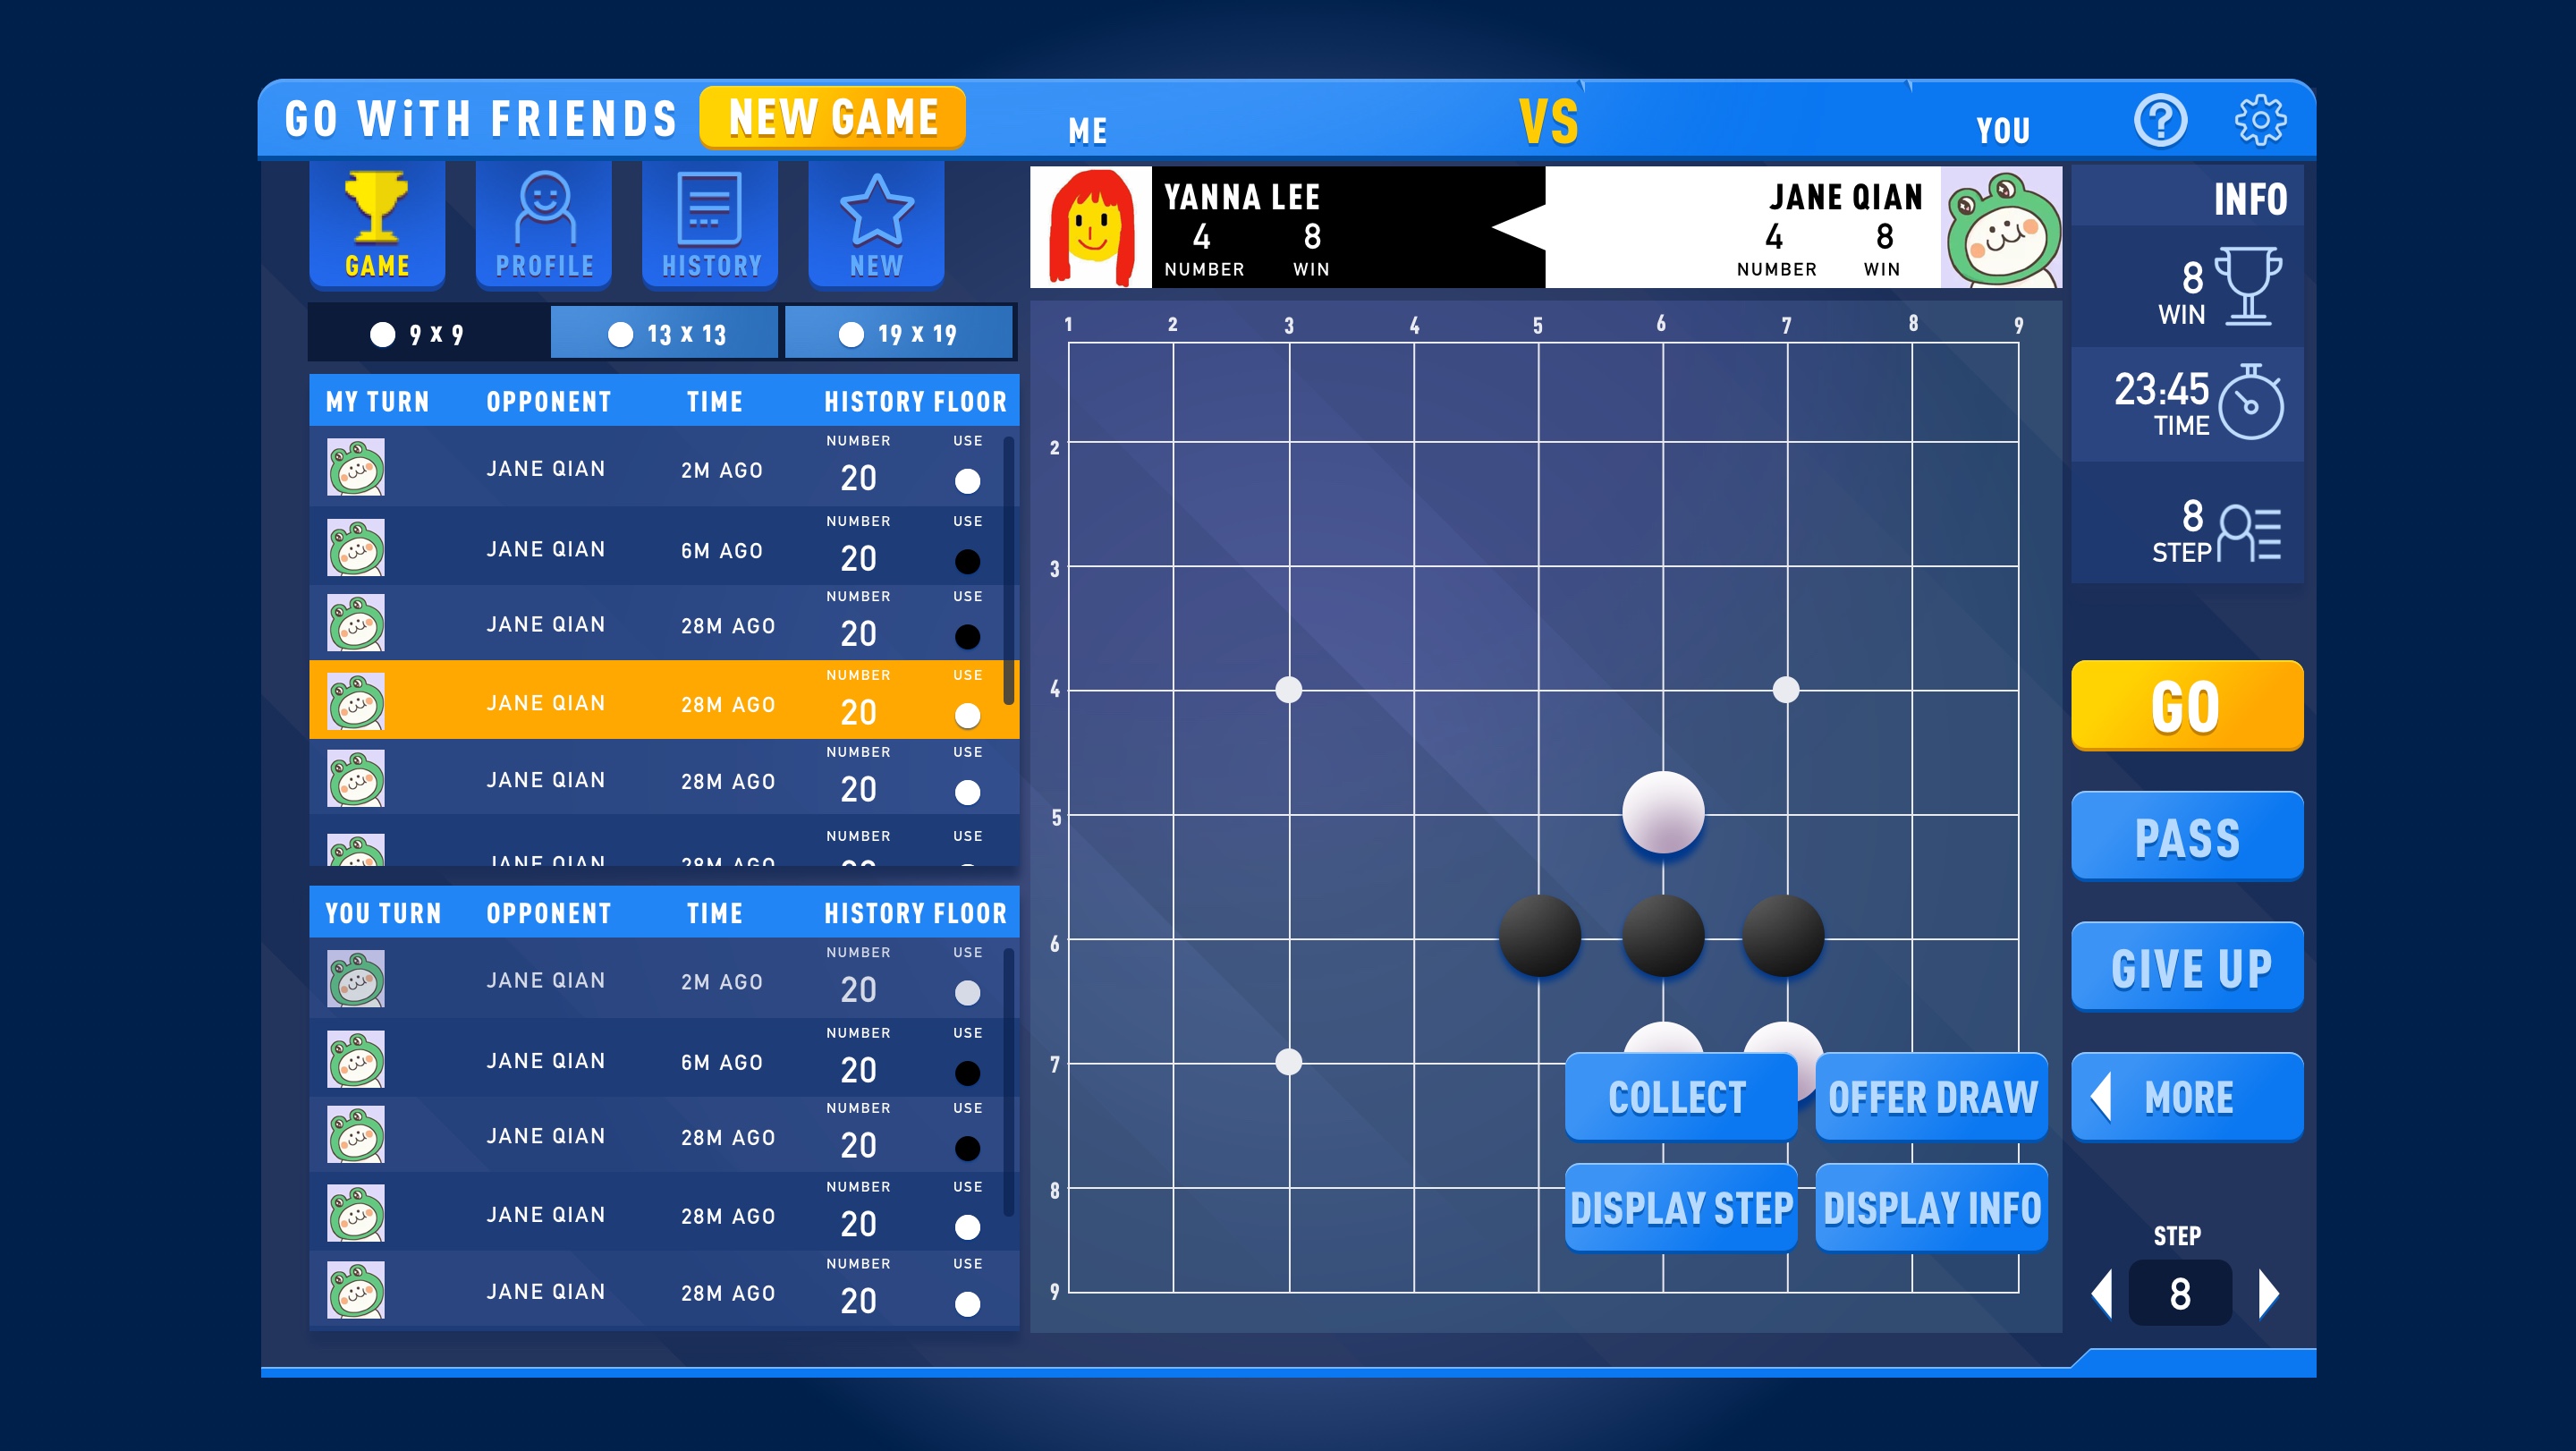 GO WiTH FRIENDS
NEW GAME
ME
VS
YOU
?
GAME
PROFILE
HISTORY
NEW
YANNA LEE
4 8
NUMBER WIN
JANE QIAN
4 8
NUMBER WIN
INFO
8
WIN
23:45
TIME
8
STEP
9 X 9
13 X 13
19 X 19
MY TURN OPPONENT TIME HISTORY FLOOR
NUMBER USE
JANE QIAN 2M AGO 20
NUMBER USE
JANE QIAN 6M AGO 20
NUMBER USE
JANE QIAN 28M AGO 20
NUMBER USE
JANE QIAN 28M AGO 20
NUMBER USE
JANE QIAN 28M AGO 20
NUMBER USE
JANE QIAN 28M AGO 20
YOU TURN OPPONENT TIME HISTORY FLOOR
NUMBER USE
JANE QIAN 2M AGO 20
NUMBER USE
JANE QIAN 6M AGO 20
NUMBER USE
JANE QIAN 28M AGO 20
NUMBER USE
JANE QIAN 28M AGO 20
NUMBER USE
JANE QIAN 28M AGO 20
1 2 3 4 5 6 7 8 9
2
3
4
5
6
7
8
9
COLLECT
OFFER DRAW
DISPLAY STEP
DISPLAY INFO
GO
PASS
GIVE UP
MORE
STEP
8